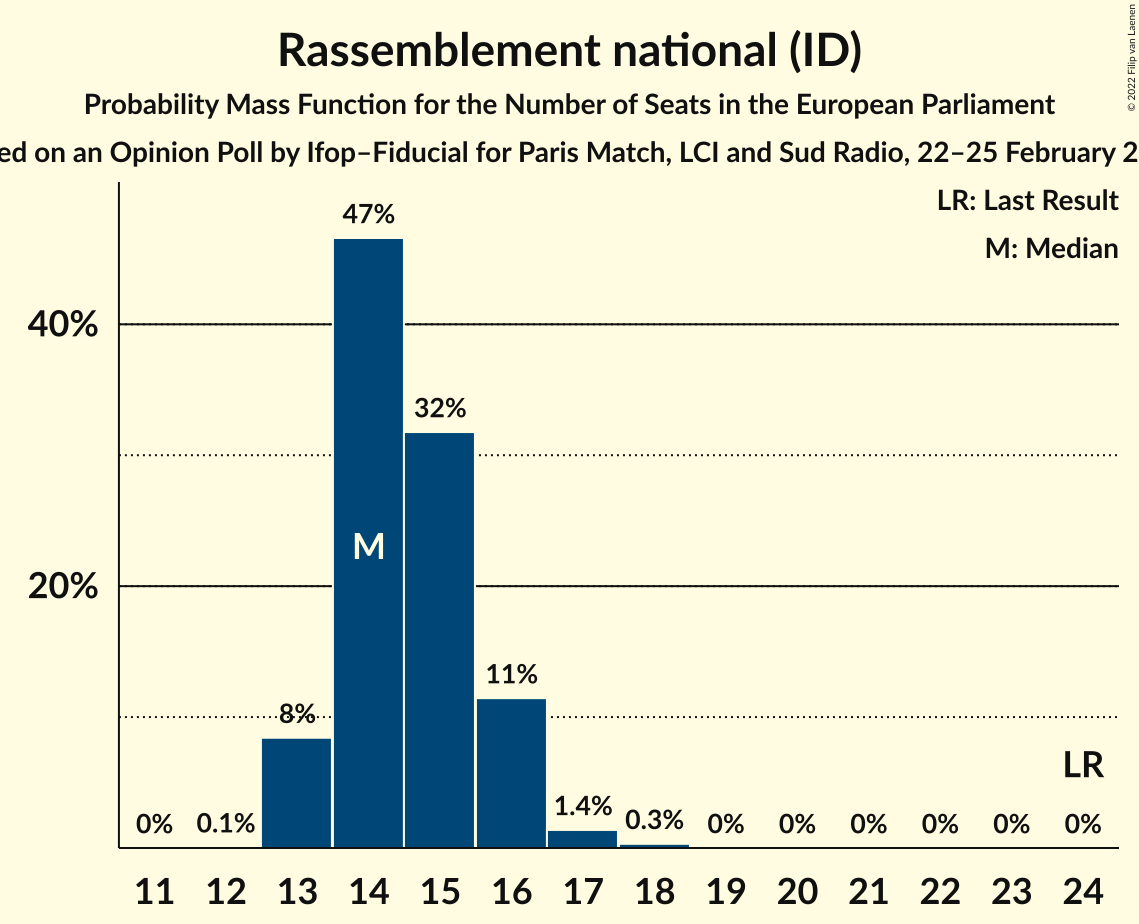 Rassemblement national (ID)
Probability Mass Function for the Number of Seats in the European Parliament
on an Opinion Poll by Ifop–Fiducial for Paris Match, LCI and Sud Radio, 22–25 February
© 2022 Filip van Laenen
LR: Last Result
M: Median
47%
40%
32%
M
20%
11%
8%
LR
0% 0.1% 1.4% 0.3% 0% 0% 0% 0% 0% 0%
11 12 13 14 15 16 17 18 19 20 21 22 23 24